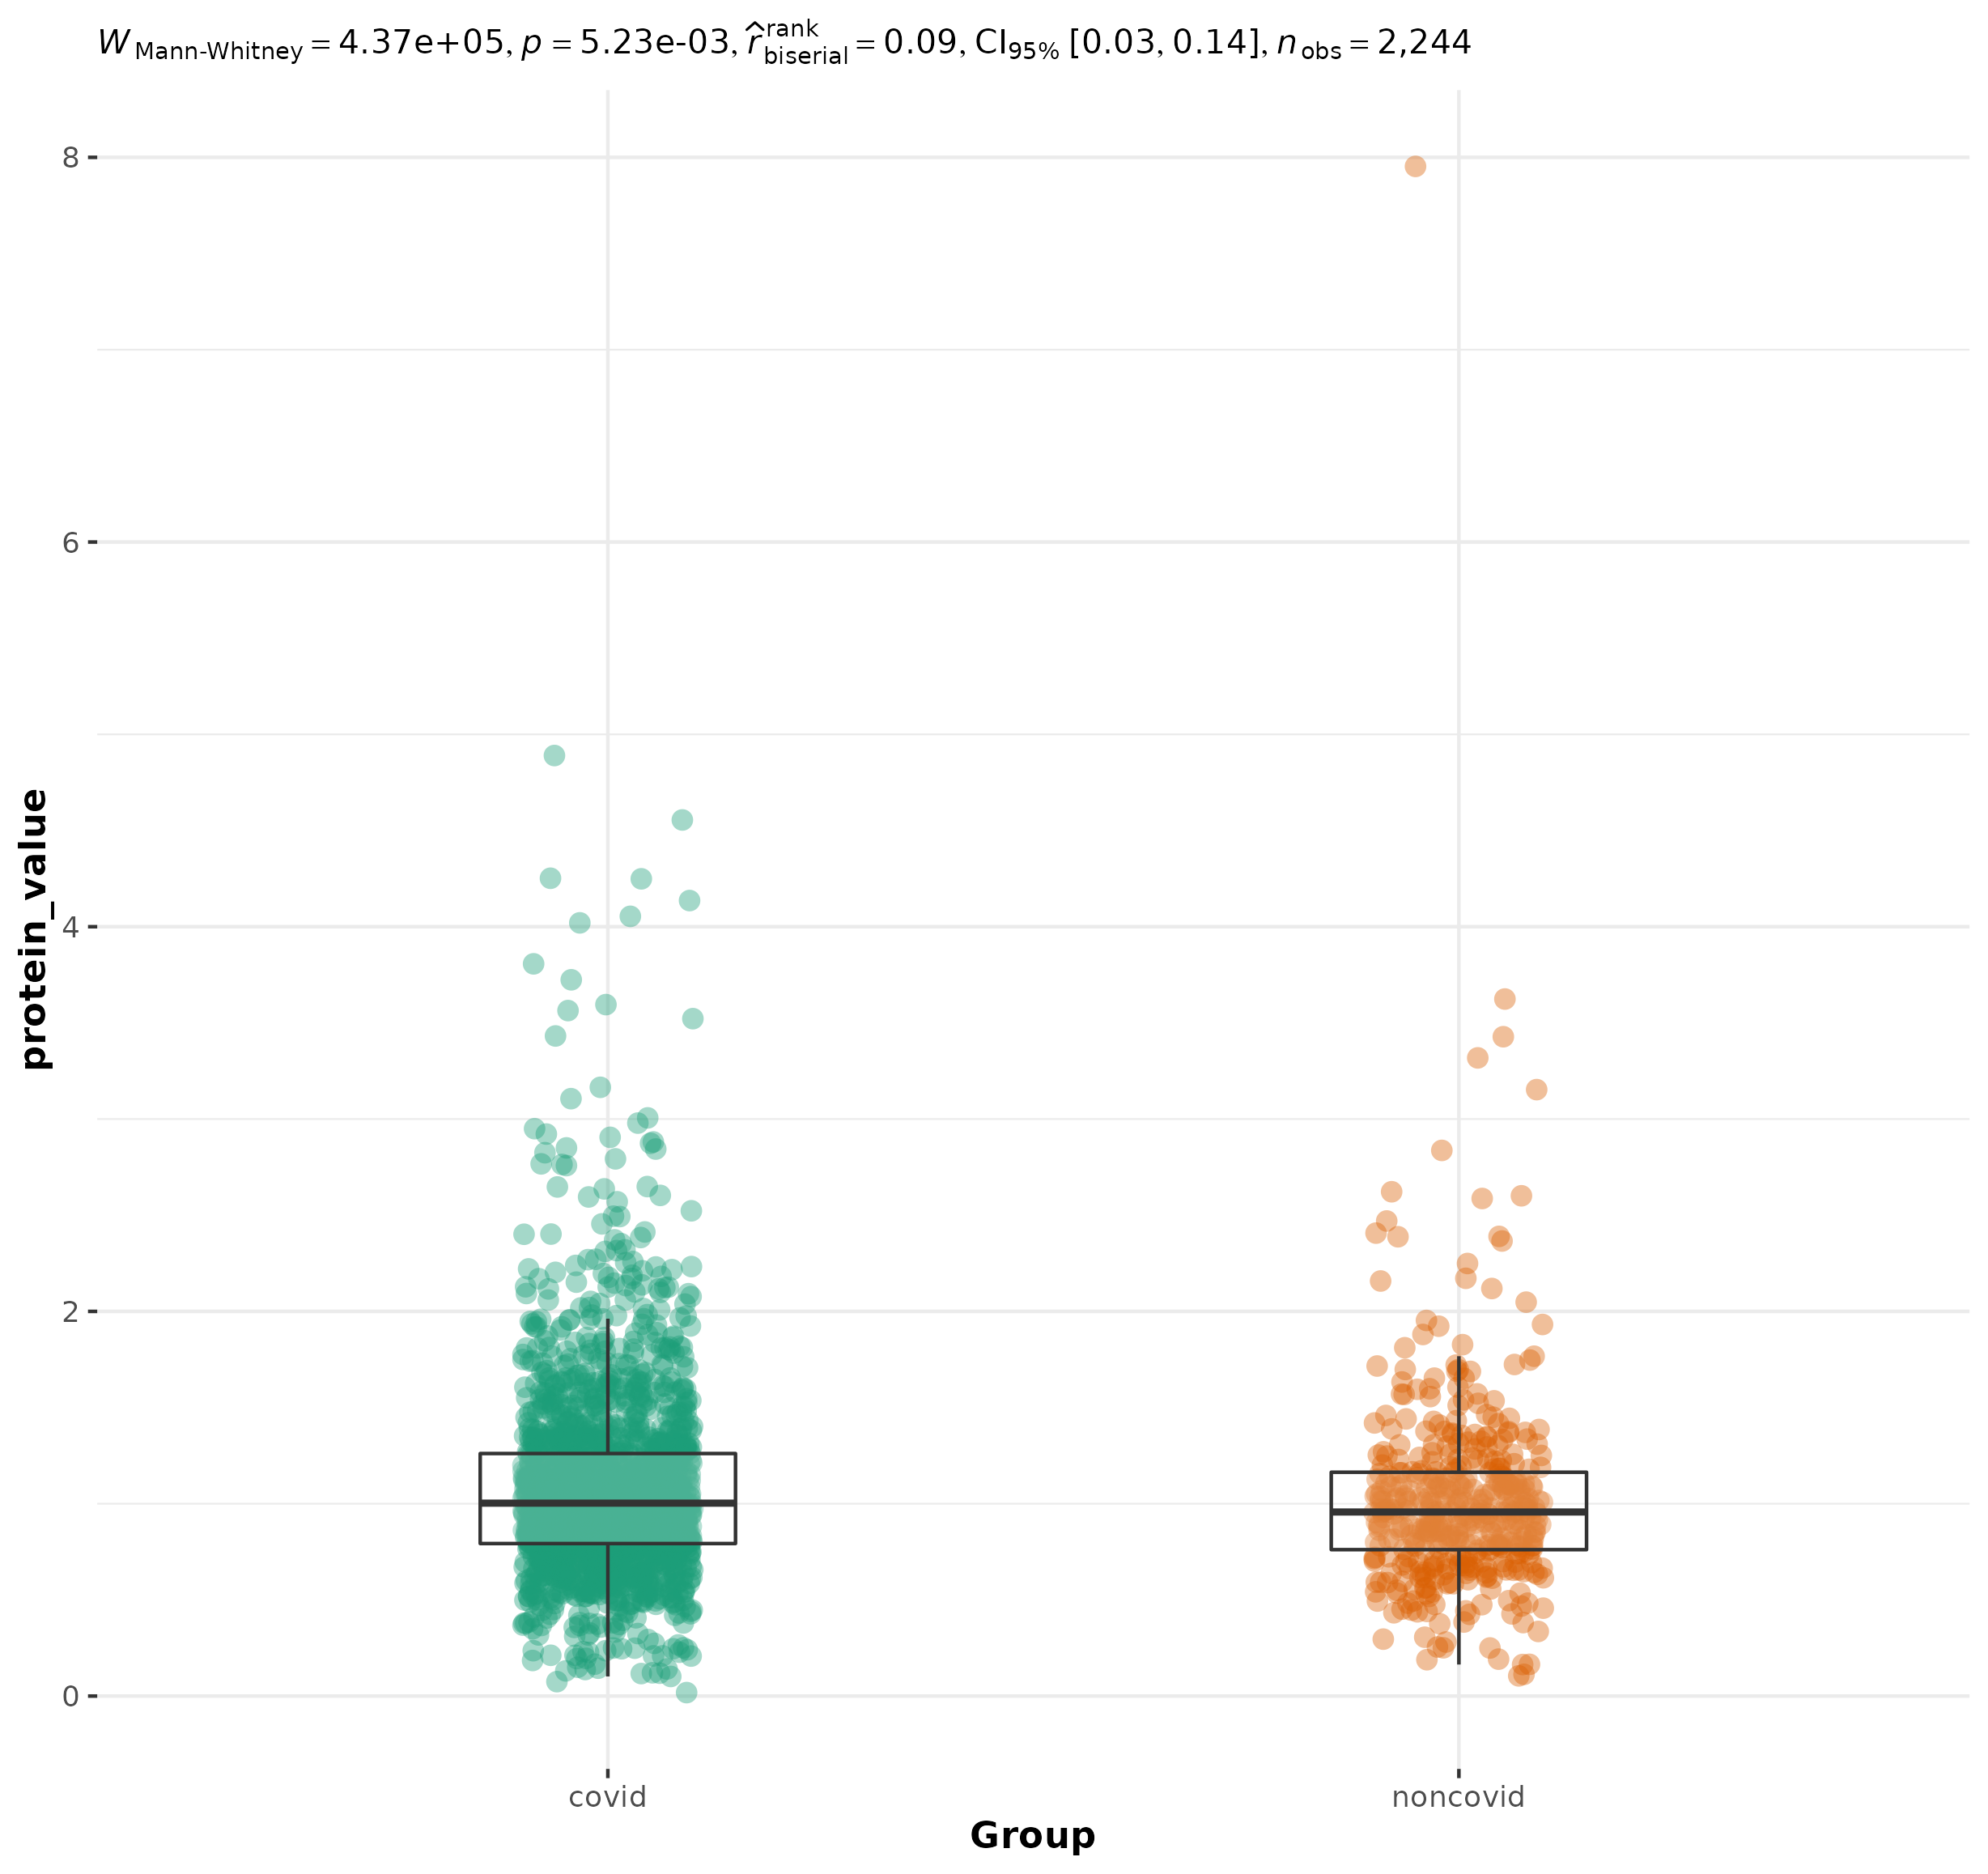 W Mann-Whitney = 4.37e+05, p = 5.23e-03, r̂ rank biserial = 0.09, CI95% [0.03, 0.14], nobs = 2,244
8
6
4
2
0
protein_value
covid
noncovid
Group